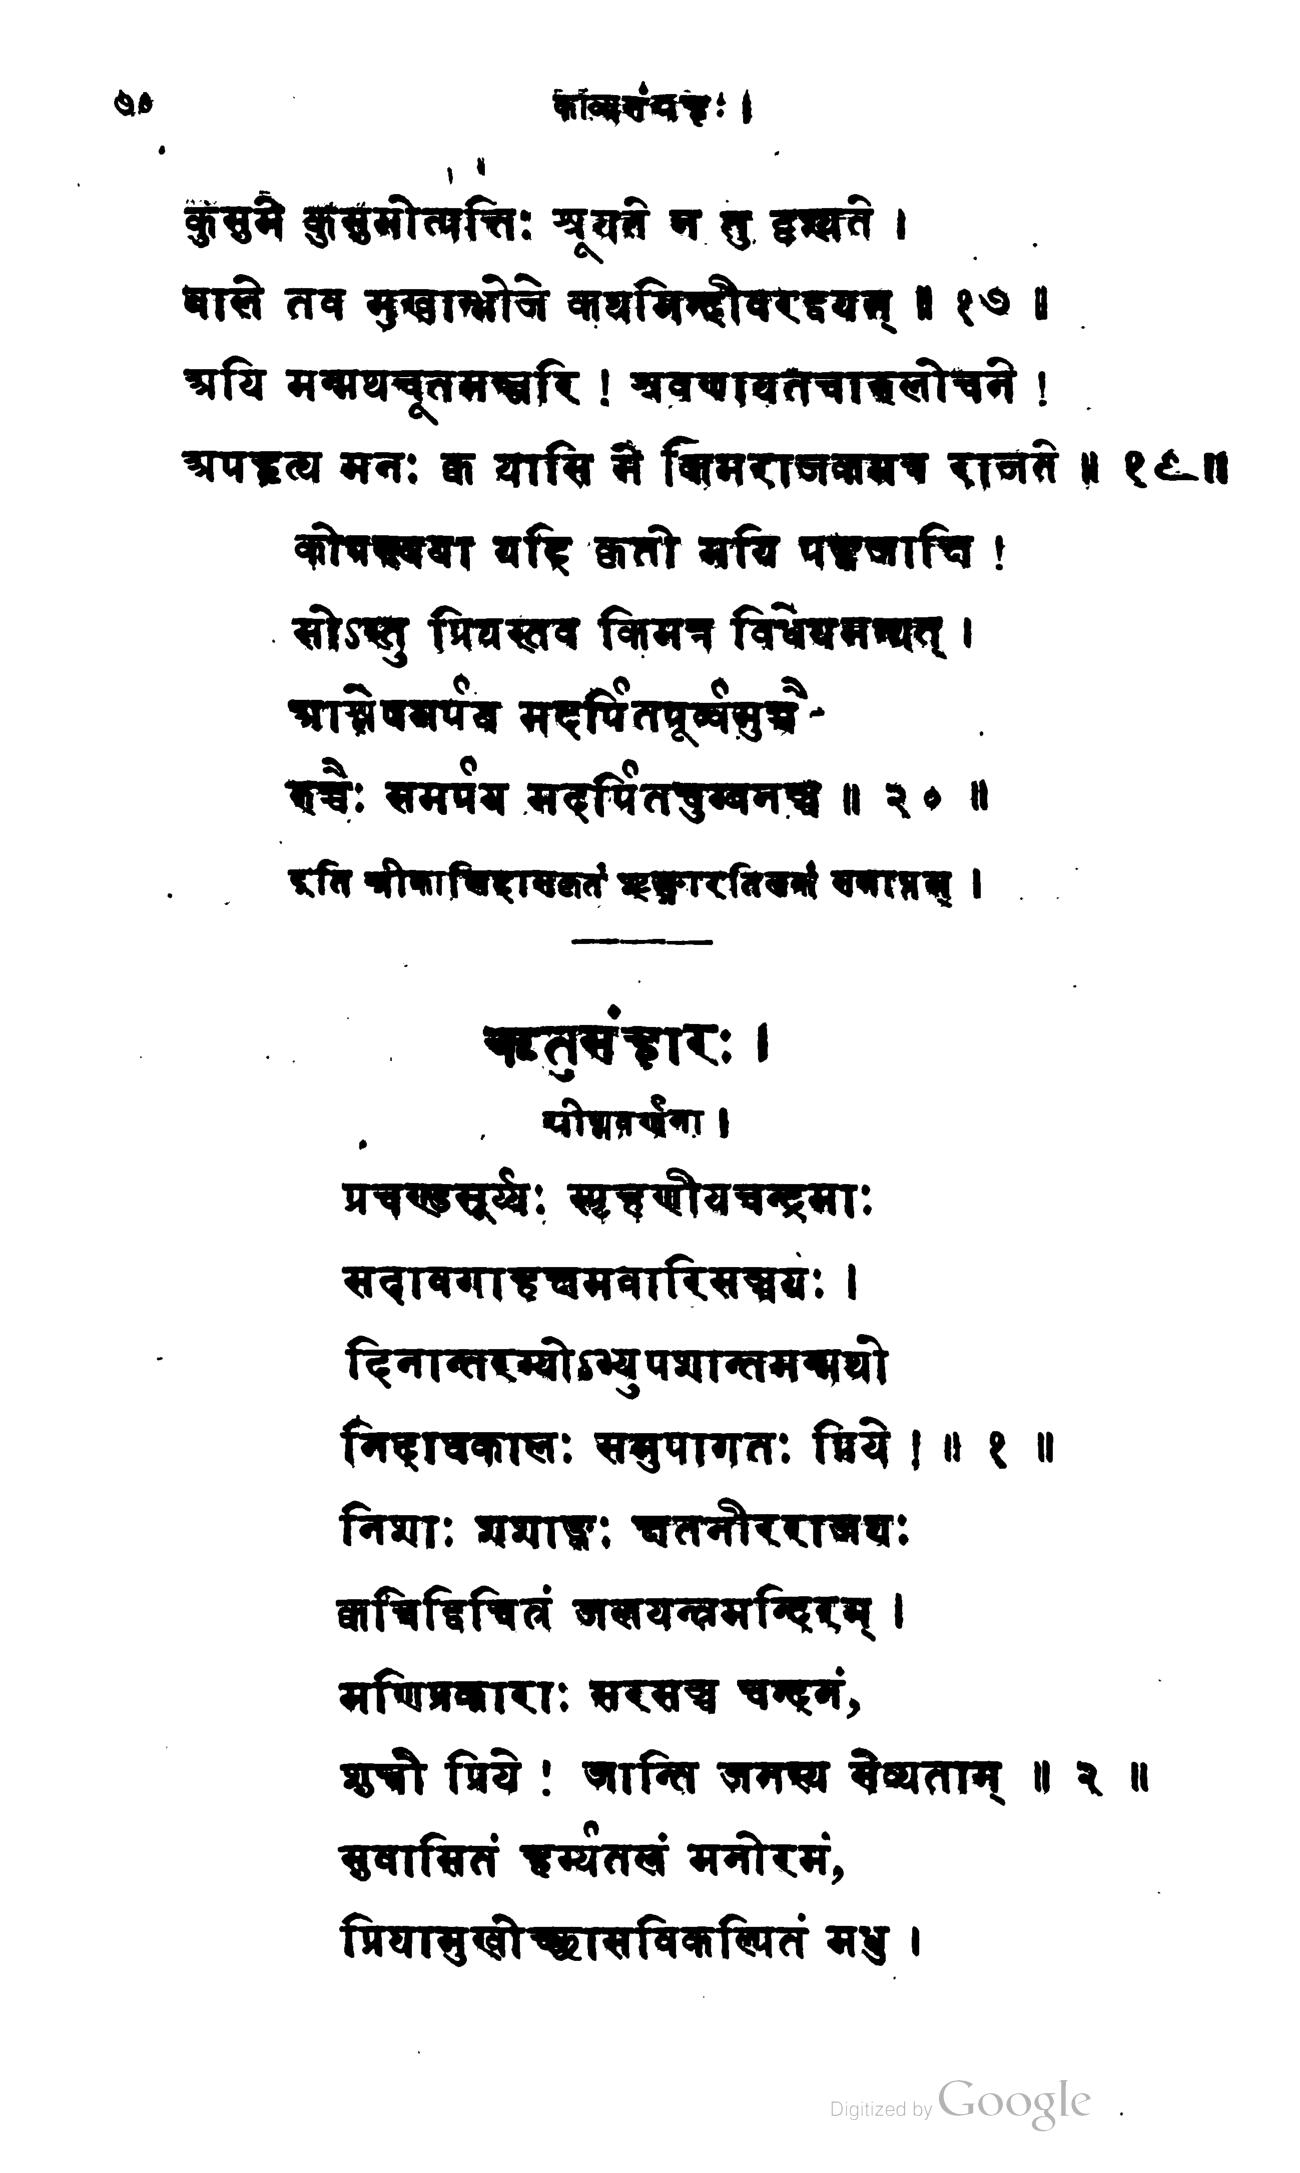 ७०
काव्यसंग्रहः ।
कुसुमे कुसुमोत्पत्तिः श्रूयते न तु दृश्यते ।
बाले तव मुखाम्भोजे कथमिन्दीवरद्वयम् ॥ १७ ॥
अयि मन्मथचूतमञ्जरि ! श्रवणायतचारुलोचने !
अपहृत्य मनः क्व यासि मे किमराजकमत्र राजते ॥ १९ ॥
कोपस्त्वया यदि कृतो मयि पङ्कजाक्षि !
सोऽस्तु प्रियस्तव किमत्र विधेयमन्यत् ।
आश्लेषमर्पय मदर्पितपूर्व्वमुच्चै-
रुच्चैः समर्पय मदर्पितचुम्बनञ्च ॥ २० ॥
इति श्रीकालिदासकृतं शृङ्गारतिलकं समाप्तम् ।
ऋतुसंहारः ।
ग्रीष्मवर्णना ।
प्रचण्डसूर्य्यः स्पृहणीयचन्द्रमाः
सदावगाहक्षमवारिसञ्चयः ।
दिनान्तरम्योऽभ्युपशान्तमन्मथो
निदाघकालः समुपागतः प्रिये ! ॥ १ ॥
निशाः शशाङ्कः क्षतनीरराजयः
क्वचिद्विचित्रं जलयन्त्रमन्दिरम् ।
मणिप्रकाराः सरसञ्च चन्दनं,
शुचौ प्रिये ! यान्ति जनस्य सेव्यताम् ॥ २ ॥
सुवासितं हर्म्यतलं मनोरमं,
प्रियामुखोच्छ्वासविकल्पितं मधु ।
Digitized by Google